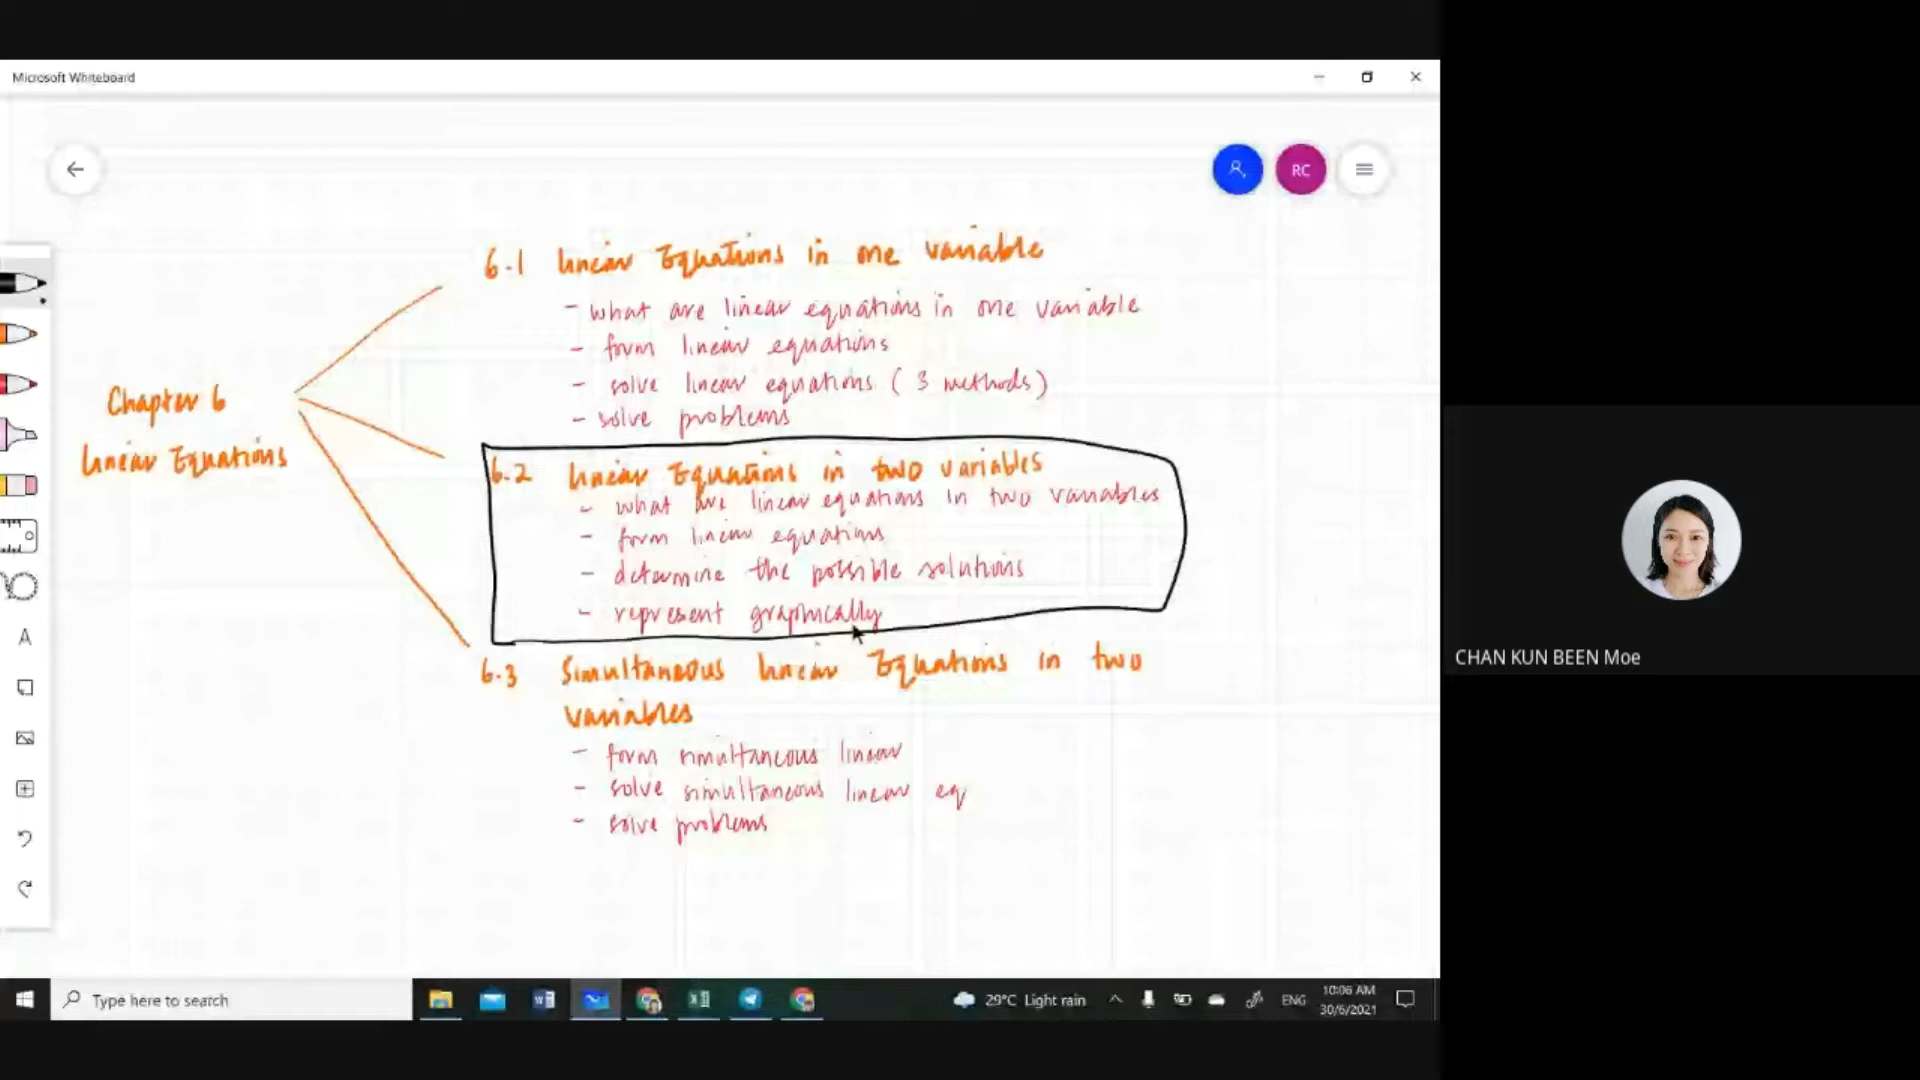 Microsoft Whiteboard
RC
6.1 Linear Equations in one variable
- what are linear equations in one variable
- form linear equations
- solve linear equations (3 methods)
- solve problems
Chapter 6
Linear Equations
6.2 Linear Equations in two variables
- what are linear equations in two variables
- form linear equations
- determine the possible solutions
- represent graphically
6.3 Simultaneous linear Equations in two
variables
- form simultaneous linear
- solve simultaneous linear eq
- solve problems
CHAN KUN BEEN Moe
Type here to search
29°C Light rain
ENG
10:06 AM
30/6/2021